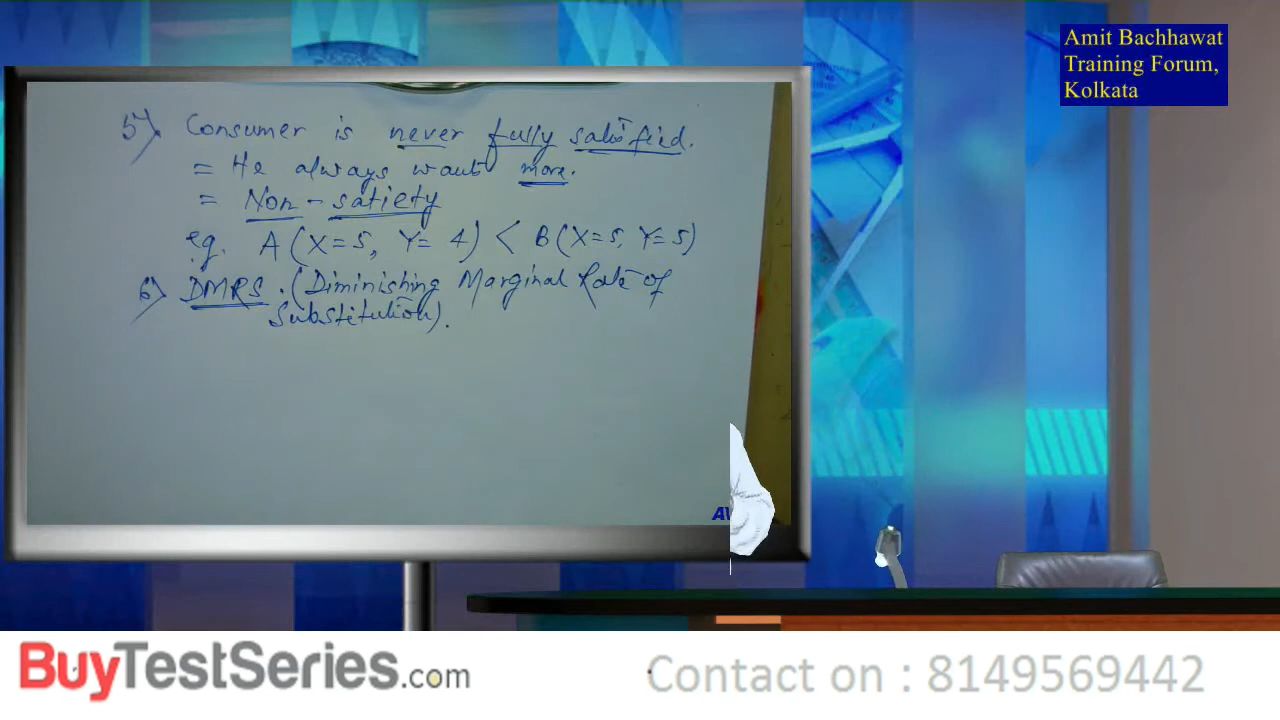 Amit Bachhawat
Training Forum,
Kolkata
5) Consumer is never fully satisfied.
= He always want more.
= Non-satiety
eg. A (X=5, Y= 4) < B (X=5, Y=5)
6) DMRS. (Diminishing Marginal Rate of
Substitution).
BuyTestSeries.com
Contact on : 8149569442